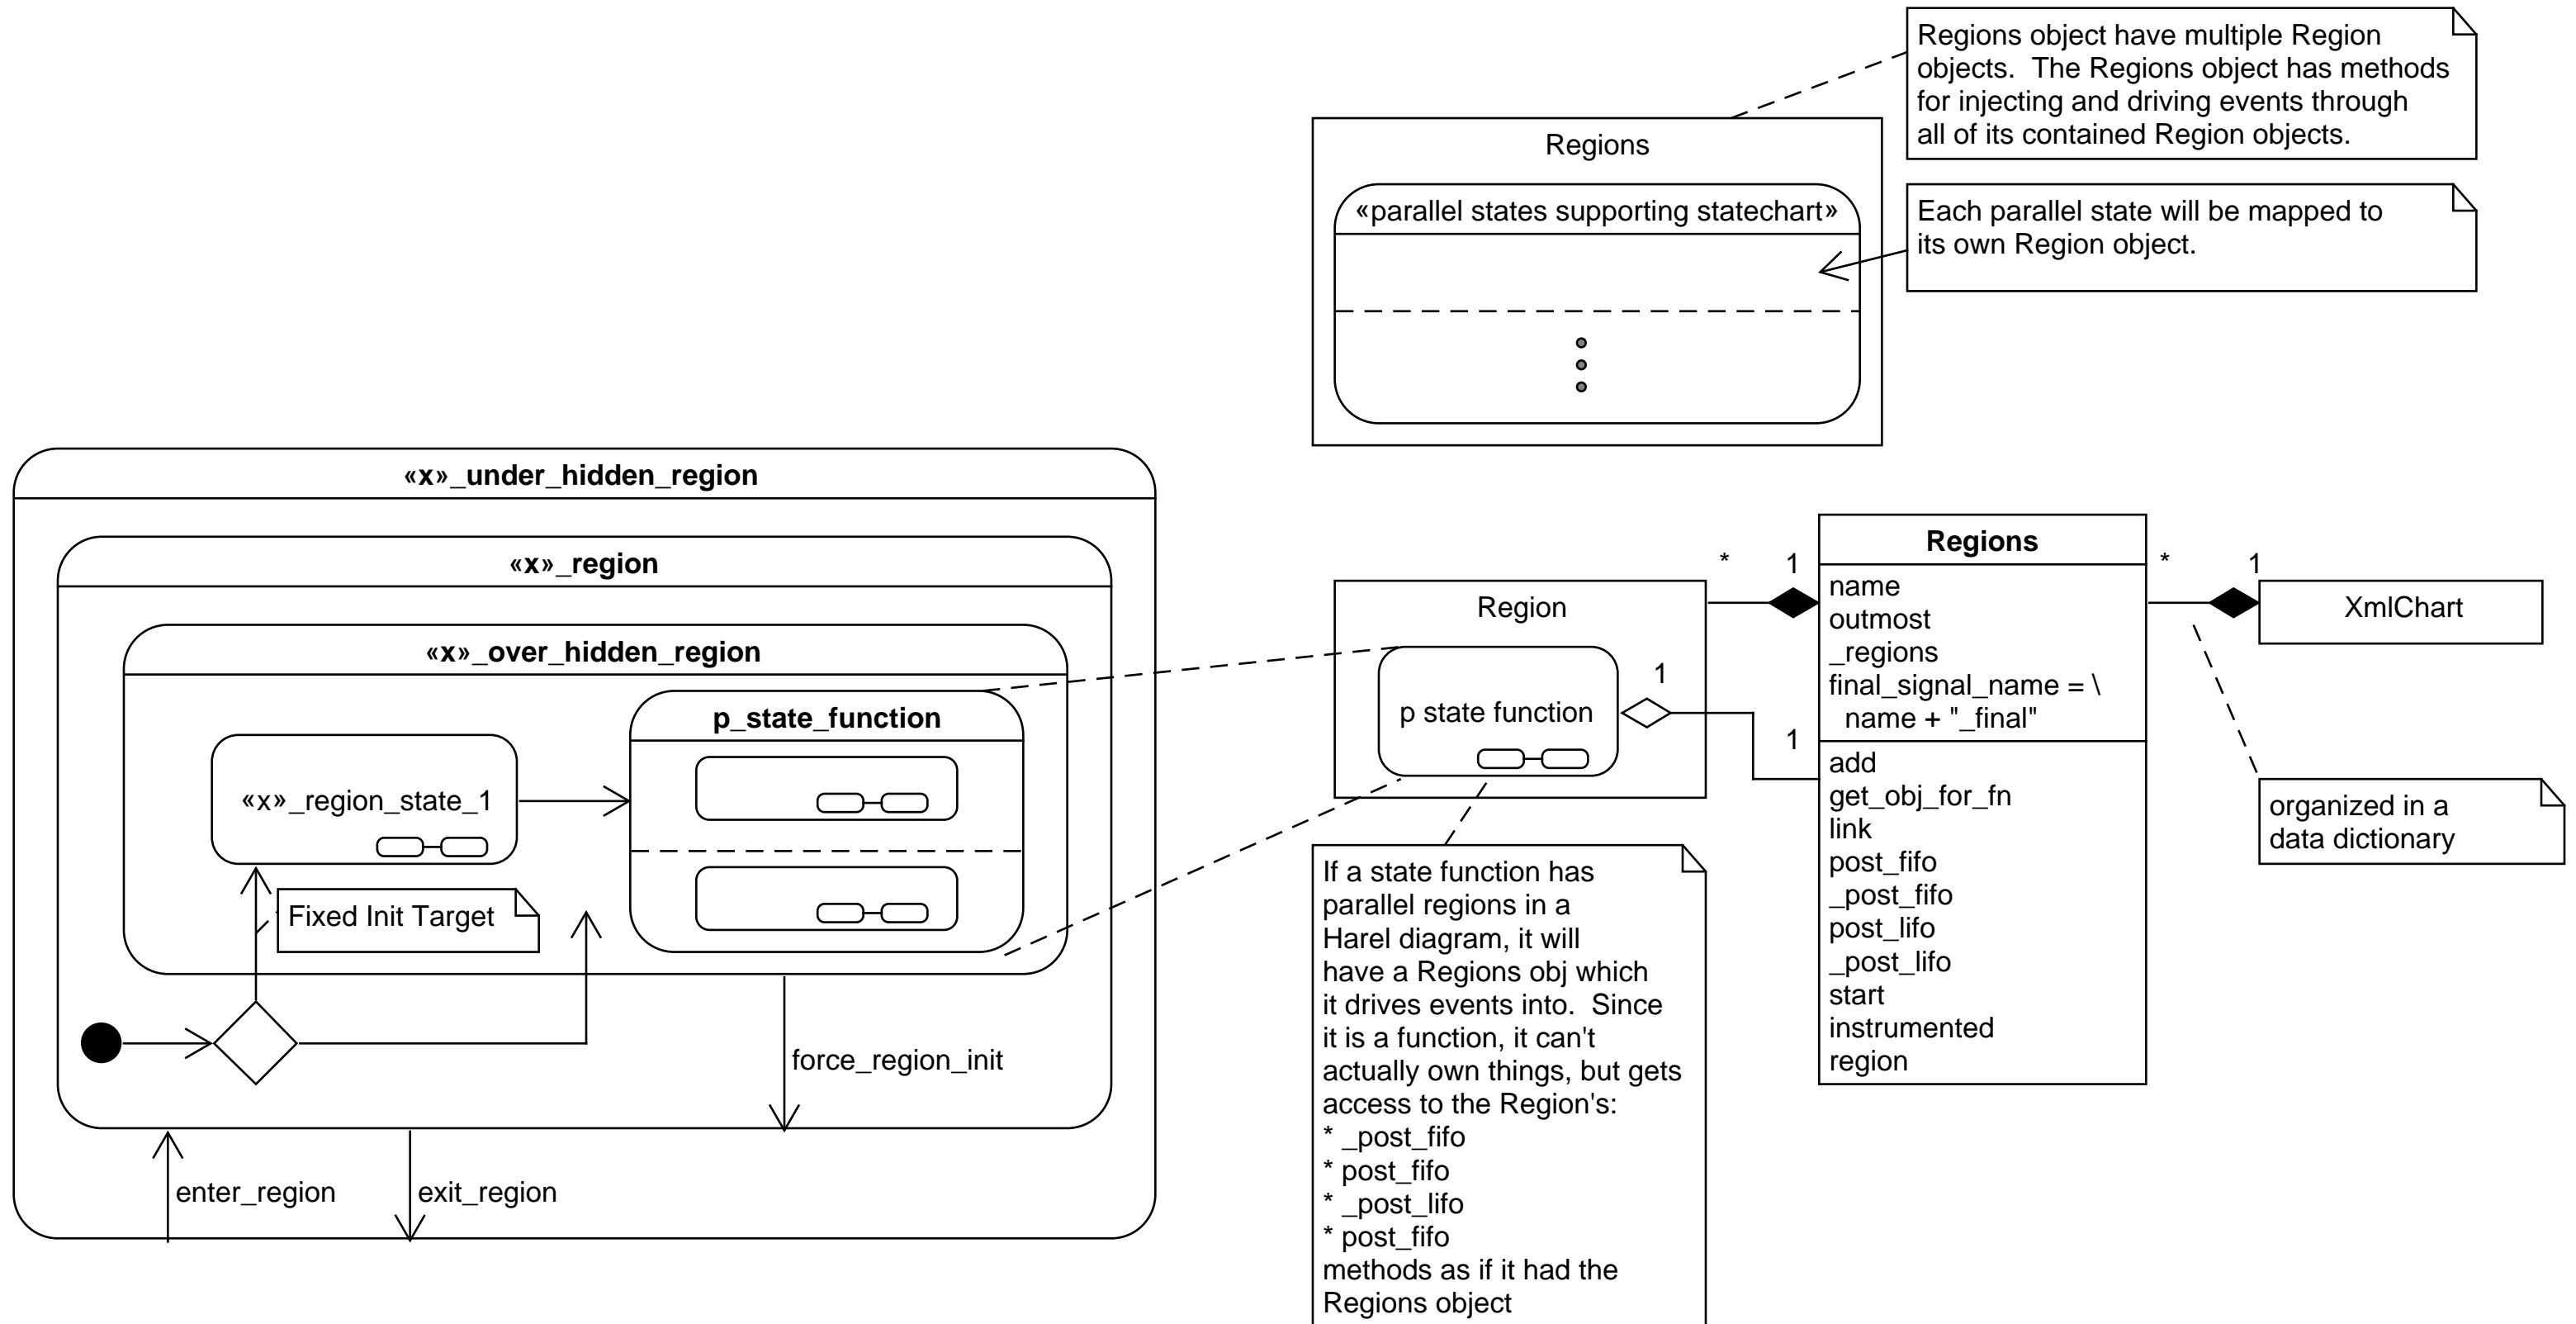 Regions object have multiple Region
objects.  The Regions object has methods
for injecting and driving events through
all of its contained Region objects.
Regions
«parallel states supporting statechart»
Each parallel state will be mapped to
its own Region object.
«x»_under_hidden_region
«x»_region
«x»_over_hidden_region
p_state_function
«x»_region_state_1
Fixed Init Target
force_region_init
enter_region
exit_region
Region
p state function
1
1
*
1
Regions
name
outmost
_regions
final_signal_name = \
name + "_final"
add
get_obj_for_fn
link
post_fifo
_post_fifo
post_lifo
_post_lifo
start
instrumented
region
*
1
XmlChart
organized in a
data dictionary
If a state function has
parallel regions in a
Harel diagram, it will
have a Regions obj which
it drives events into.  Since
it is a function, it can't
actually own things, but gets
access to the Region's:
* _post_fifo
* post_fifo
* _post_lifo
* post_fifo
methods as if it had the
Regions object